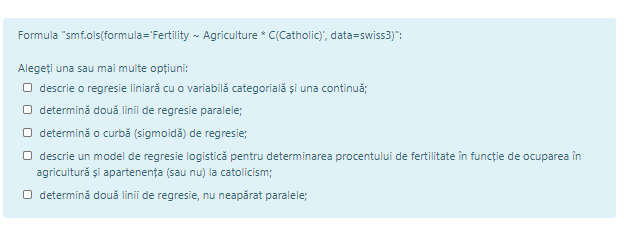 Formula "smf.ols(formula='Fertility ~ Agriculture * C(Catholic)', data=swiss3)":
Alegeți una sau mai multe opțiuni:
descrie o regresie liniară cu o variabilă categorială și una continuă;
determină două linii de regresie paralele;
determină o curbă (sigmoidă) de regresie;
descrie un model de regresie logistică pentru determinarea procentului de fertilitate în funcție de ocuparea în
agricultură și apartenența (sau nu) la catolicism;
determină două linii de regresie, nu neapărat paralele;